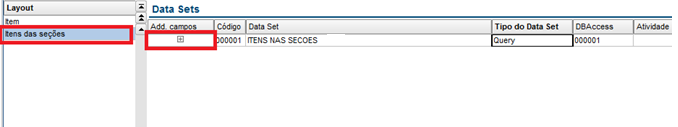 Layout
Item
Itens das seções
Data Sets
Add. campos Código Data Set Tipo do Data Set DBAccess Atividade
000001 ITENS NAS SECOES Query 000001